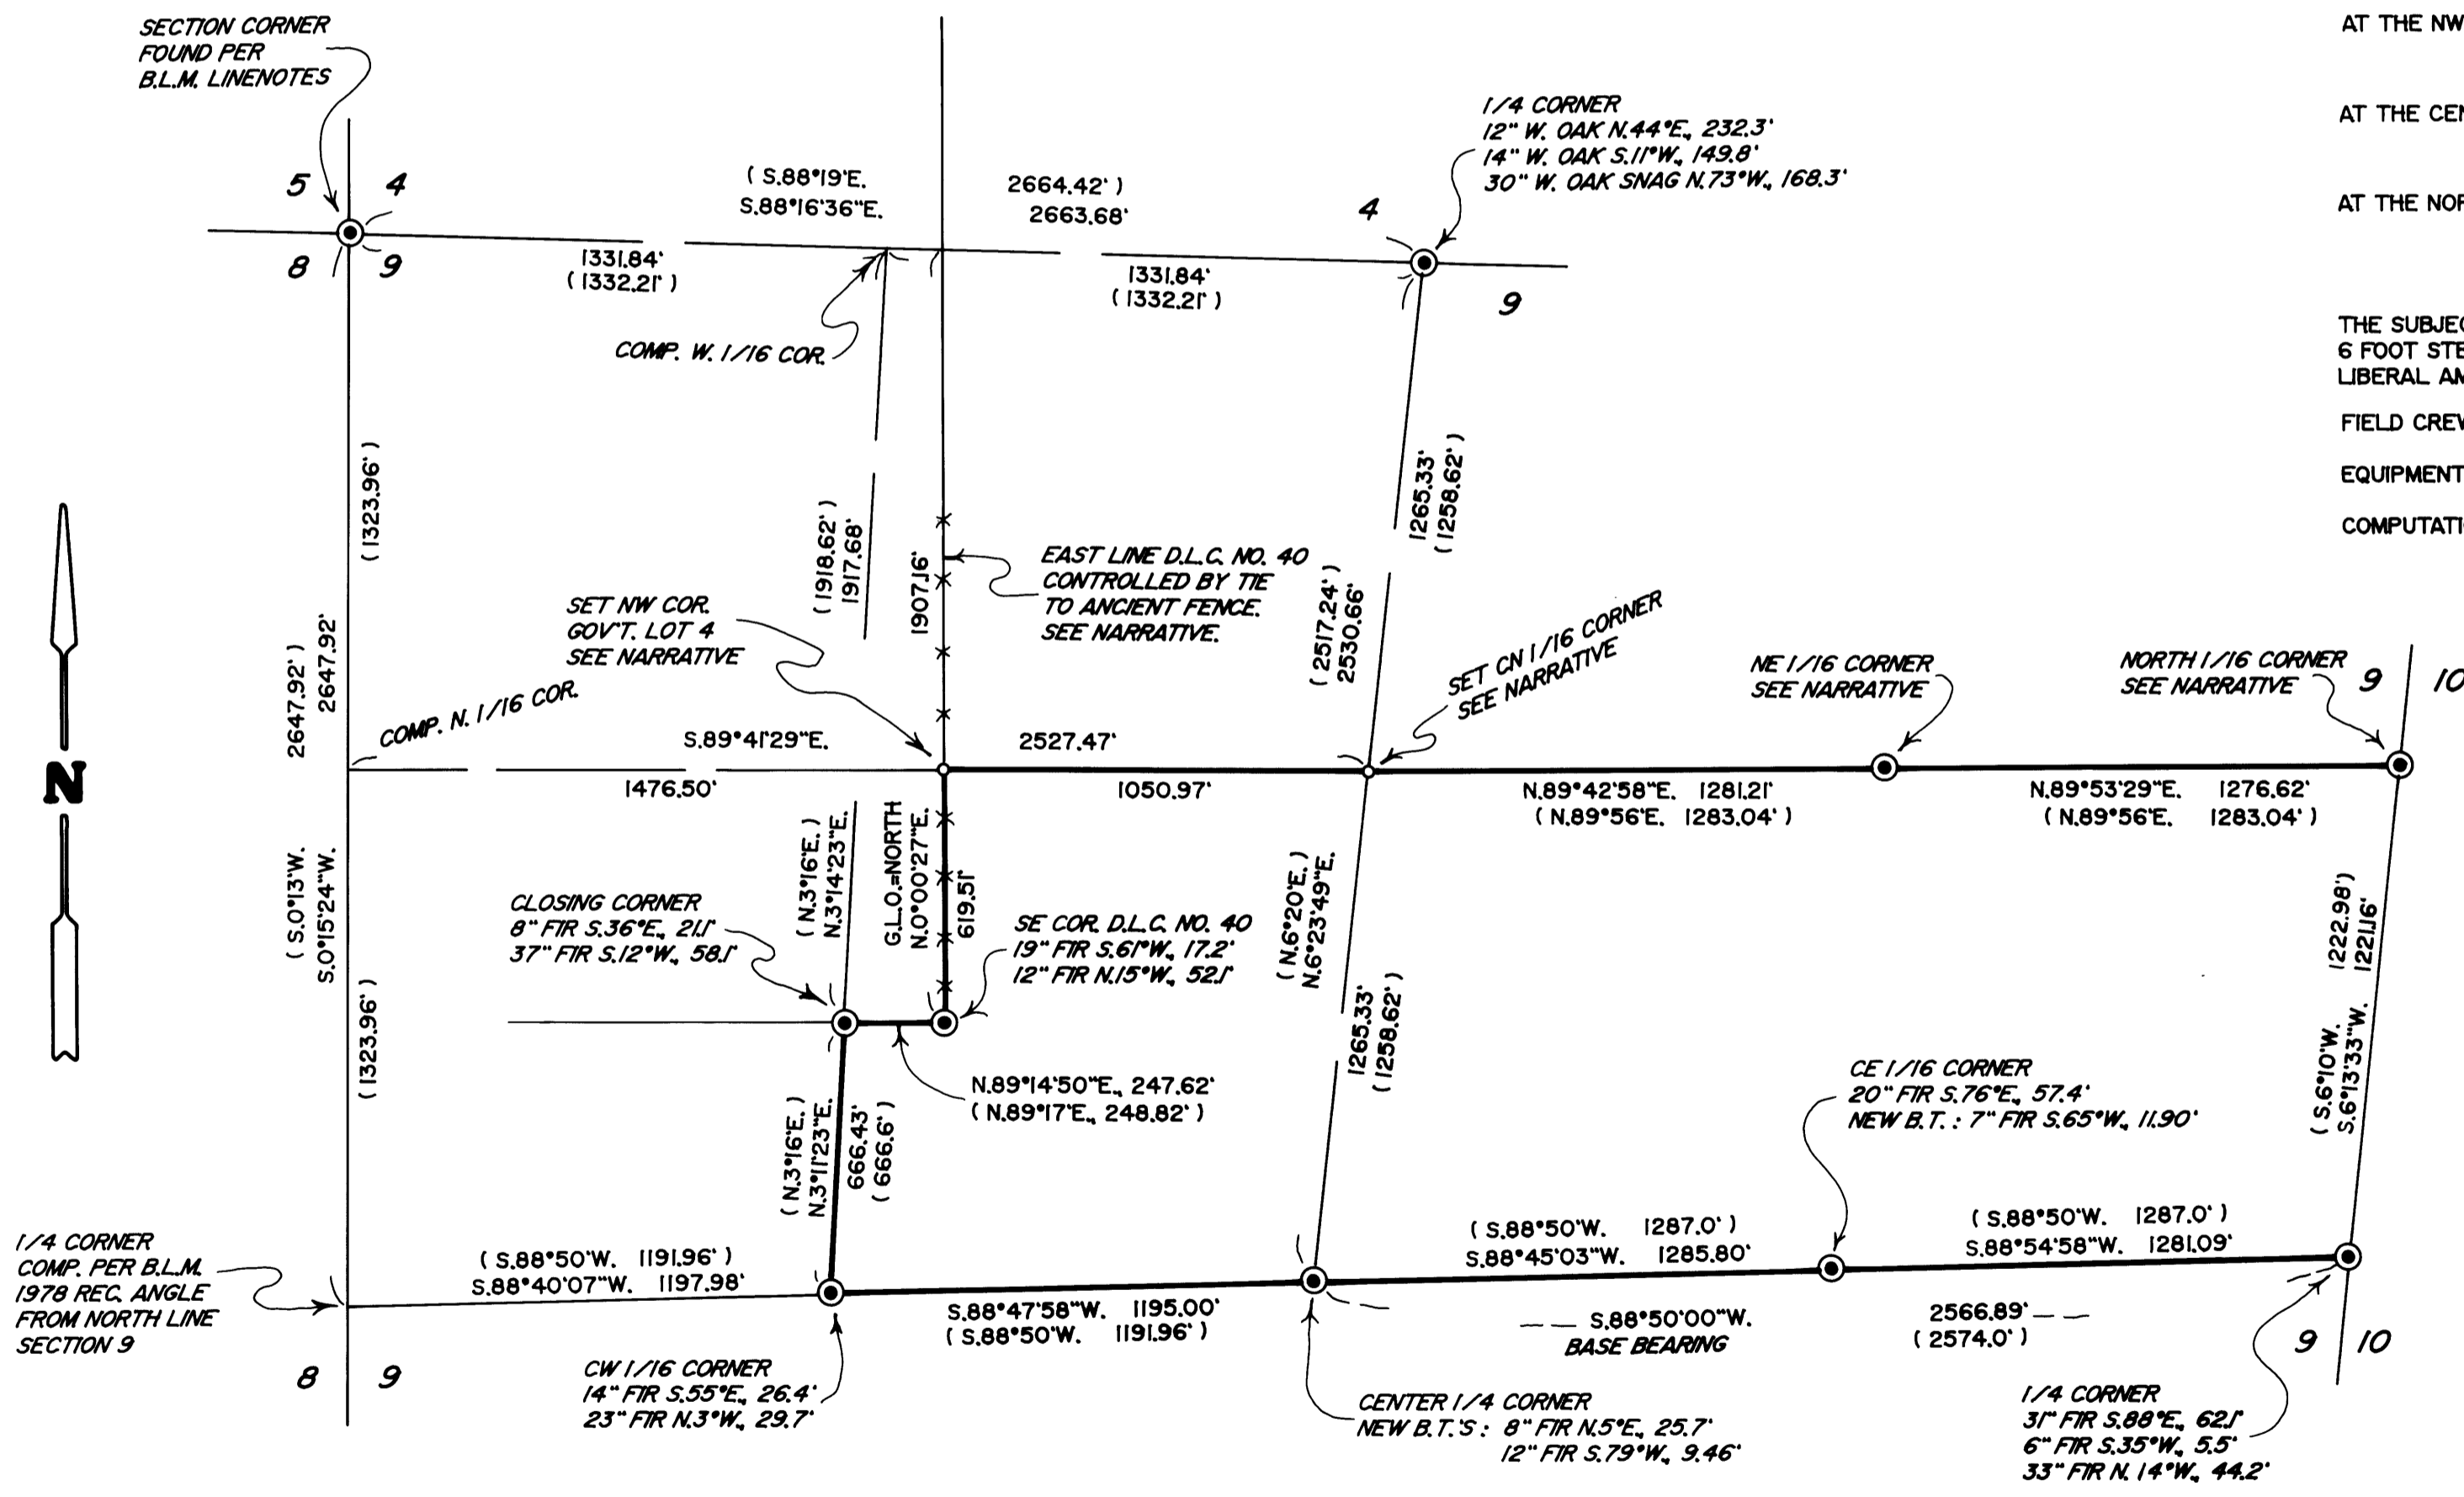 SECTION CORNER
FOUND PER
B.L.M. LINENOTES
5 4
8 9
( S.88°19'E. 2664.42' )
S.88°16'36"E. 2663.68'
1331.84'
( 1332.21' )
COMP. W. 1/16 COR.
1331.84'
( 1332.21' )
1/4 CORNER
12" W. OAK N.44°E., 232.3'
14" W. OAK S.11°W., 149.8'
30" W. OAK SNAG N.73°W., 168.3'
4
9
AT THE NW
AT THE CEN
AT THE NOR
THE SUBJEC
6 FOOT STE
LIBERAL AN
FIELD CREW
EQUIPMENT
COMPUTATI
( 1323.96' )
2647.92' )
2647.92'
( S.0°13'W.
S.0°15'24"W.
( 1323.96' )
( 1918.62' )
1917.68'
1907.16'
EAST LINE D.L.C. NO. 40
CONTROLLED BY TIE
TO ANCIENT FENCE.
SEE NARRATIVE.
SET NW COR.
GOV'T. LOT 4
SEE NARRATIVE
COMP. N. 1/16 COR.
1265.33'
( 1258.62' )
( 2517.24' )
2530.66'
SET CN 1/16 CORNER
SEE NARRATIVE
NE 1/16 CORNER
SEE NARRATIVE
NORTH 1/16 CORNER
SEE NARRATIVE
9 10
N
S.89°41'29"E. 2527.47'
1476.50'
1050.97'
N.89°42'58"E. 1281.21'
( N.89°56'E. 1283.04' )
N.89°53'29"E. 1276.62'
( N.89°56'E. 1283.04' )
( N.3°16'E. )
N.3°14'23"E.
G.L.O.=NORTH
N.0°00'27"E.
619.51'
CLOSING CORNER
8" FIR S.36°E., 21.1'
37" FIR S.12°W., 58.1'
SE COR. D.L.C. NO. 40
19" FIR S.61°W., 17.2'
12" FIR N.15°W., 52.1'
( N.6°20'E. )
N.6°23'49"E.
1265.33'
( 1258.62' )
1222.98' )
1221.16'
( S.6°10'W.
S.6°13'33"W.
N.89°14'50"E., 247.62'
( N.89°17'E., 248.82' )
( N.3°16'E. )
N.3°11'23"E.
666.43'
( 666.6' )
CE 1/16 CORNER
20" FIR S.76°E., 57.4'
NEW B.T. : 7" FIR S.65°W., 11.90'
1/4 CORNER
COMP. PER B.L.M.
1978 REC. ANGLE
FROM NORTH LINE
SECTION 9
( S.88°50'W. 1191.96' )
S.88°40'07"W. 1197.98'
S.88°47'58"W. 1195.00'
( S.88°50'W. 1191.96' )
( S.88°50'W. 1287.0' )
S.88°45'03"W. 1285.80'
( S.88°50'W. 1287.0' )
S.88°54'58"W. 1281.09'
S.88°50'00"W. 2566.89'
BASE BEARING ( 2574.0' )
8 9
9 10
CW 1/16 CORNER
14" FIR S.55°E., 26.4'
23" FIR N.3°W., 29.7'
CENTER 1/4 CORNER
NEW B.T.'S : 8" FIR N.5°E., 25.7'
12" FIR S.79°W., 9.46'
1/4 CORNER
31" FIR S.88°E., 62.1'
6" FIR S.35°W., 5.5'
33" FIR N. 14°W., 44.2'